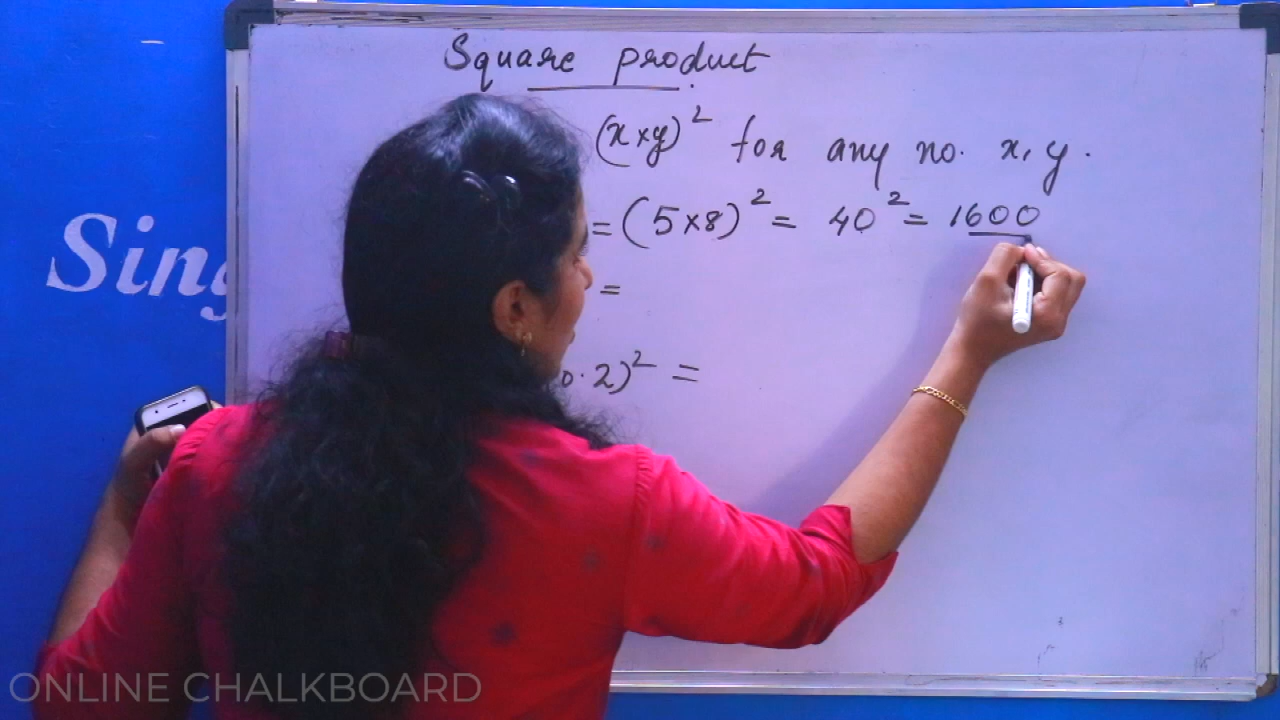 Square product.
(x×y)² for any no. x, y.
= (5×8)² = 40² = 1600
=
0.2)² =
Sing
ONLINE CHALKBOARD